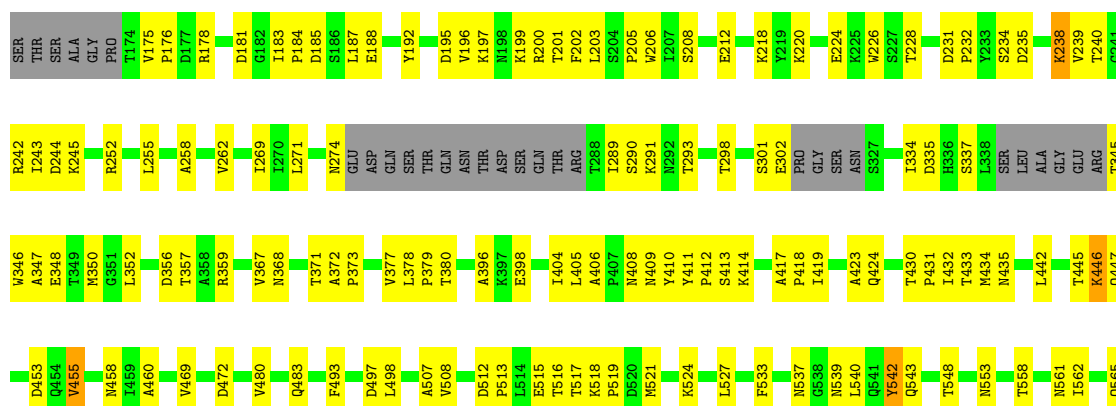 SER THR SER ALA GLY PRO T174 V175 P176 D177 R178 D181 G182 I183 P184 D185 S186 L187 E188 Y192 D195 V196 K197 N198 K199 R200 T201 F202 L203 S204 P205 W206 I207 S208 E212 K218 Y219 K220 E224 K225 W226 S227 T228 D231 P232 Y233 S234 D235 K238 V239 T240 G241
R242 I243 D244 K245 R252 L255 A258 V262 I269 I270 L271 N274 GLU ASP GLN SER THR GLN ASN THR ASP SER GLN THR ARG T288 I289 S290 K291 N292 T293 T298 S301 E302 PRO GLY SER ASN S327 I334 D335 H336 S337 L338 SER LEU ALA GLY GLU ARG T345
W346 A347 E348 T349 M350 G351 L352 D356 T357 A358 R359 V367 N368 T371 A372 P373 V377 L378 P379 T380 A396 K397 E398 I404 L405 A406 P407 N408 N409 Y410 Y411 P412 S413 K414 A417 P418 I419 A423 Q424 T430 P431 I432 T433 M434 N435 L442 T445 K446
D453 Q454 V455 N458 I459 A460 V469 D472 V480 Q483 F493 D497 L498 A507 V508 D512 P513 L514 E515 T516 T517 K518 P519 D520 M521 K524 L527 F533 N537 G538 N539 L540 Q541 Y542 Q543 T548 N553 T558 N561 I562